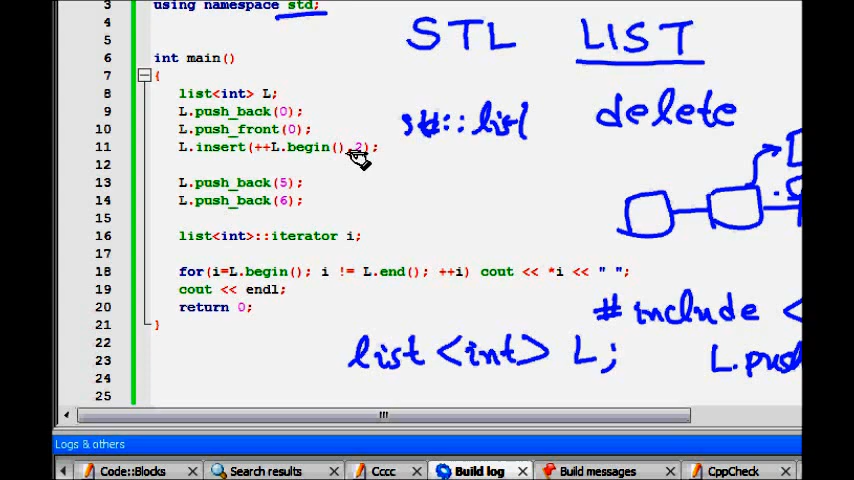 3 using namespace std;
4
5
6 int main()
7 {
8 list<int> L;
9 L.push_back(0);
10 L.push_front(0);
11 L.insert(++L.begin(),2);
12
13 L.push_back(5);
14 L.push_back(6);
15
16 list<int>::iterator i;
17
18 for(i=L.begin(); i != L.end(); ++i) cout << *i << " ";
19 cout << endl;
20 return 0;
21 }
22
23
24
25
STL LIST
std::list delete
#include <
list <int> L; L.push
Logs & others
Code::Blocks Search results Cccc Build log Build messages CppCheck